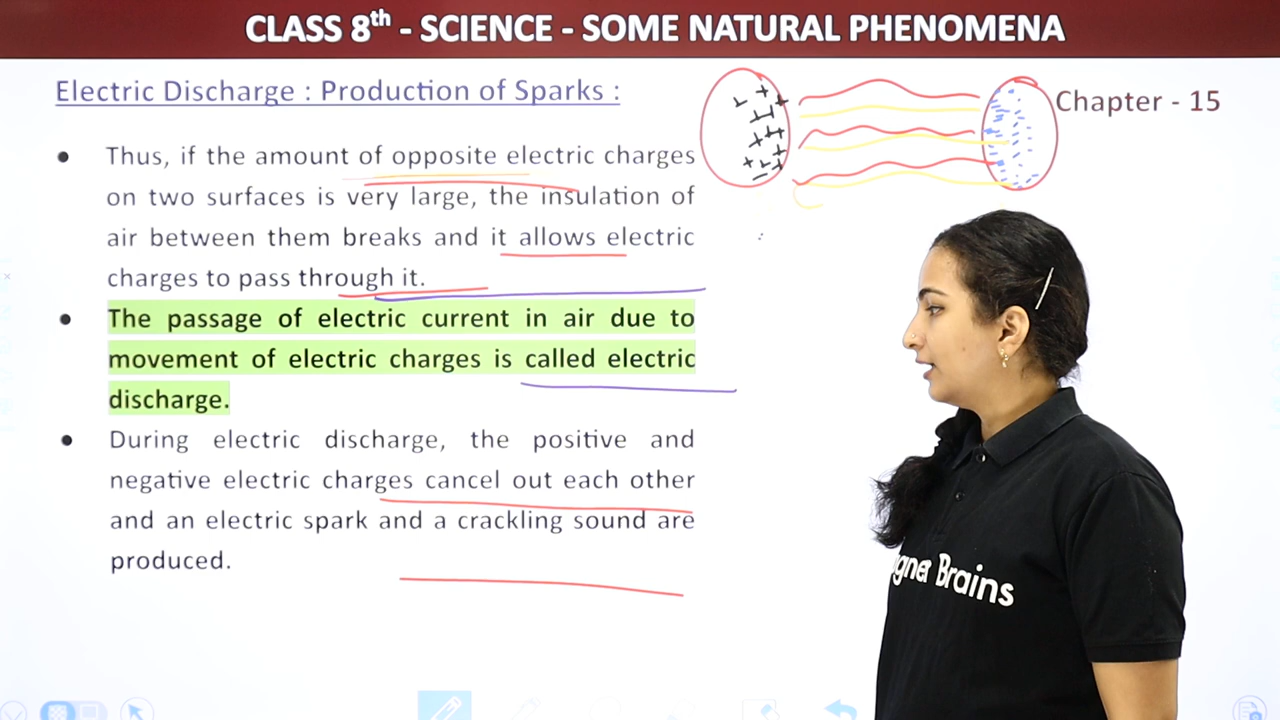 CLASS 8th - SCIENCE - SOME NATURAL PHENOMENA
Electric Discharge : Production of Sparks :
Chapter - 15
• Thus, if the amount of opposite electric charges
on two surfaces is very large, the insulation of
air between them breaks and it allows electric
charges to pass through it.
• The passage of electric current in air due to
movement of electric charges is called electric
discharge.
• During electric discharge, the positive and
negative electric charges cancel out each other
and an electric spark and a crackling sound are
produced.
Brains